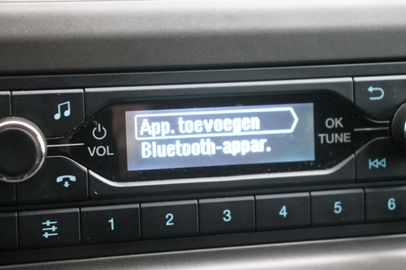 App. toevoegen
Bluetooth-appar.
VOL
OK
TUNE
1 2 3 4 5 6